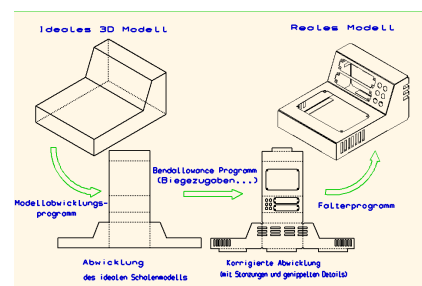 Ideales 3D Modell
Reales Modell
Modellabwicklungs-
programm
Bendallowance Programm
(Biegezugaben...)
Falterprogramm
Abwicklung
des idealen Schalenmodells
Korrigierte Abwicklung
(mit Stanzungen und genippelten Details)